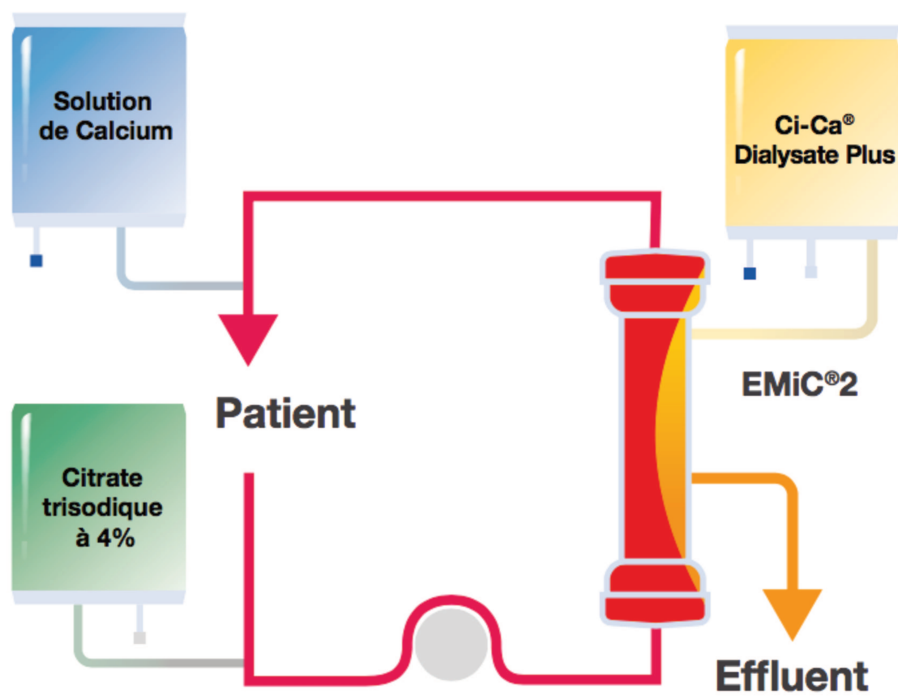 Solution
de Calcium
Ci-Ca®
Dialysate Plus
EMiC®2
Patient
Citrate
trisodique
à 4%
Effluent